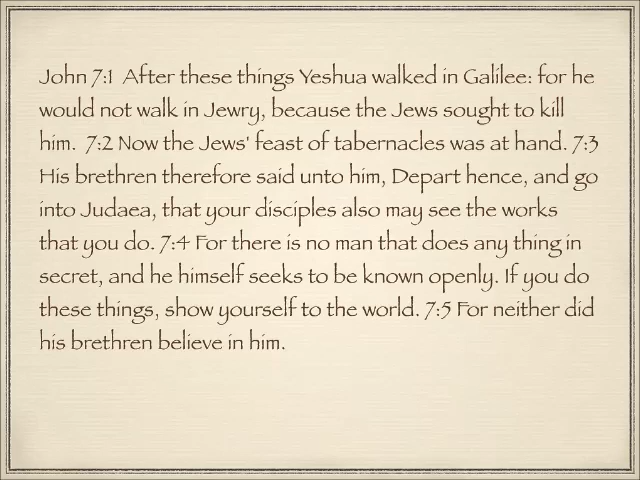 John 7:1  After these things Yeshua walked in Galilee: for he
would not walk in Jewry, because the Jews sought to kill
him.  7:2 Now the Jews' feast of tabernacles was at hand. 7:3
His brethren therefore said unto him, Depart hence, and go
into Judaea, that your disciples also may see the works
that you do. 7:4 For there is no man that does any thing in
secret, and he himself seeks to be known openly. If you do
these things, show yourself to the world. 7:5 For neither did
his brethren believe in him.